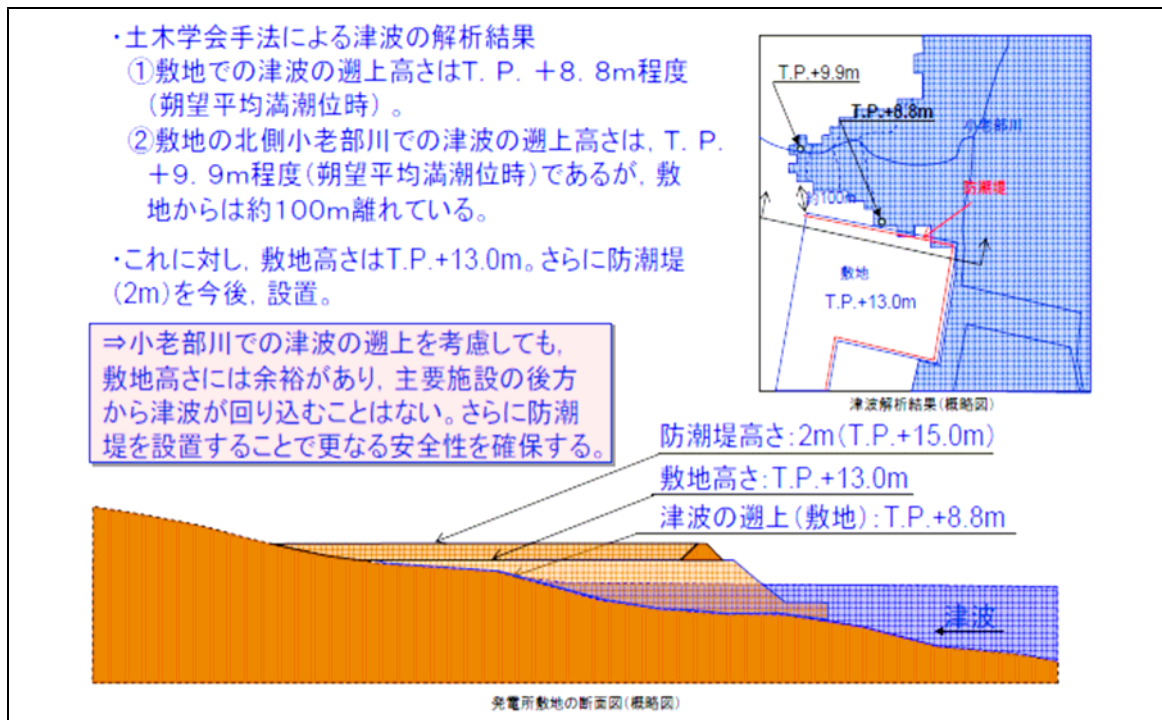 ・土木学会手法による津波の解析結果
①敷地での津波の遡上高さはT．P．＋8．8m程度
(朔望平均満潮位時)。
②敷地の北側小老部川での津波の遡上高さは，T．P．
＋9．9m程度(朔望平均満潮位時)であるが，敷
地からは約100m離れている。
・これに対し，敷地高さはT.P.+13.0m。さらに防潮堤
(2m)を今後，設置。
⇒小老部川での津波の遡上を考慮しても，
敷地高さには余裕があり，主要施設の後方
から津波が回り込むことはない。さらに防潮
堤を設置することで更なる安全性を確保する。
T.P.+9.9m
T.P.+8.8m
小老部川
防潮堤
約100m
敷地
T.P.+13.0m
津波解析結果(概略図)
防潮堤高さ:2m(T.P.+15.0m)
敷地高さ:T.P.+13.0m
津波の遡上(敷地):T.P.+8.8m
津波
発電所敷地の断面図(概略図)